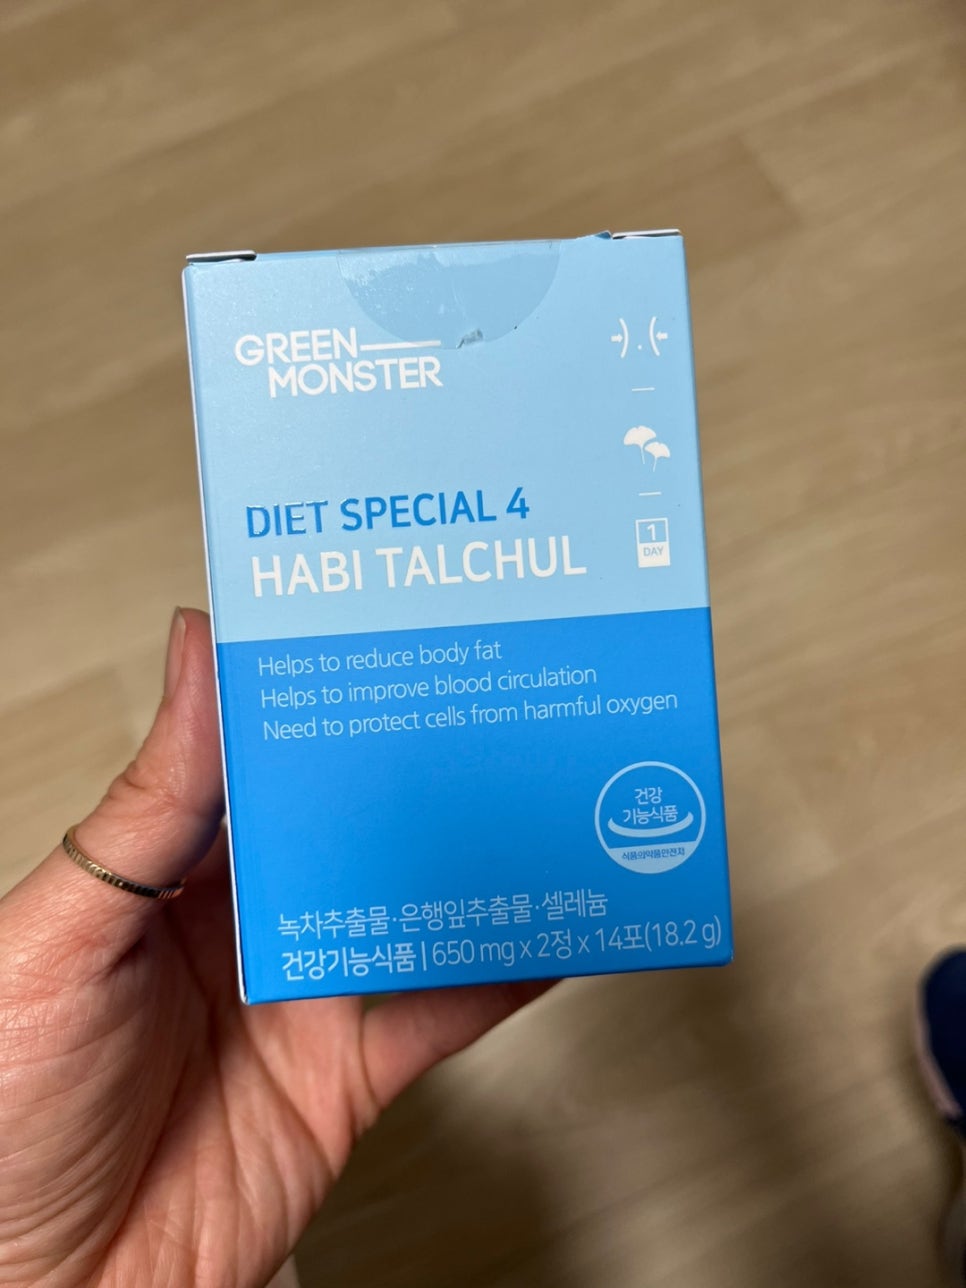 GREEN
MONSTER
DIET SPECIAL 4
HABI TALCHUL
1
DAY
Helps to reduce body fat
Helps to improve blood circulation
Need to protect cells from harmful oxygen
건강
기능식품
식품의약품안전처
녹차추출물·은행잎추출물·셀레늄
건강기능식품 | 650 mg x 2정 x 14포(18.2 g)